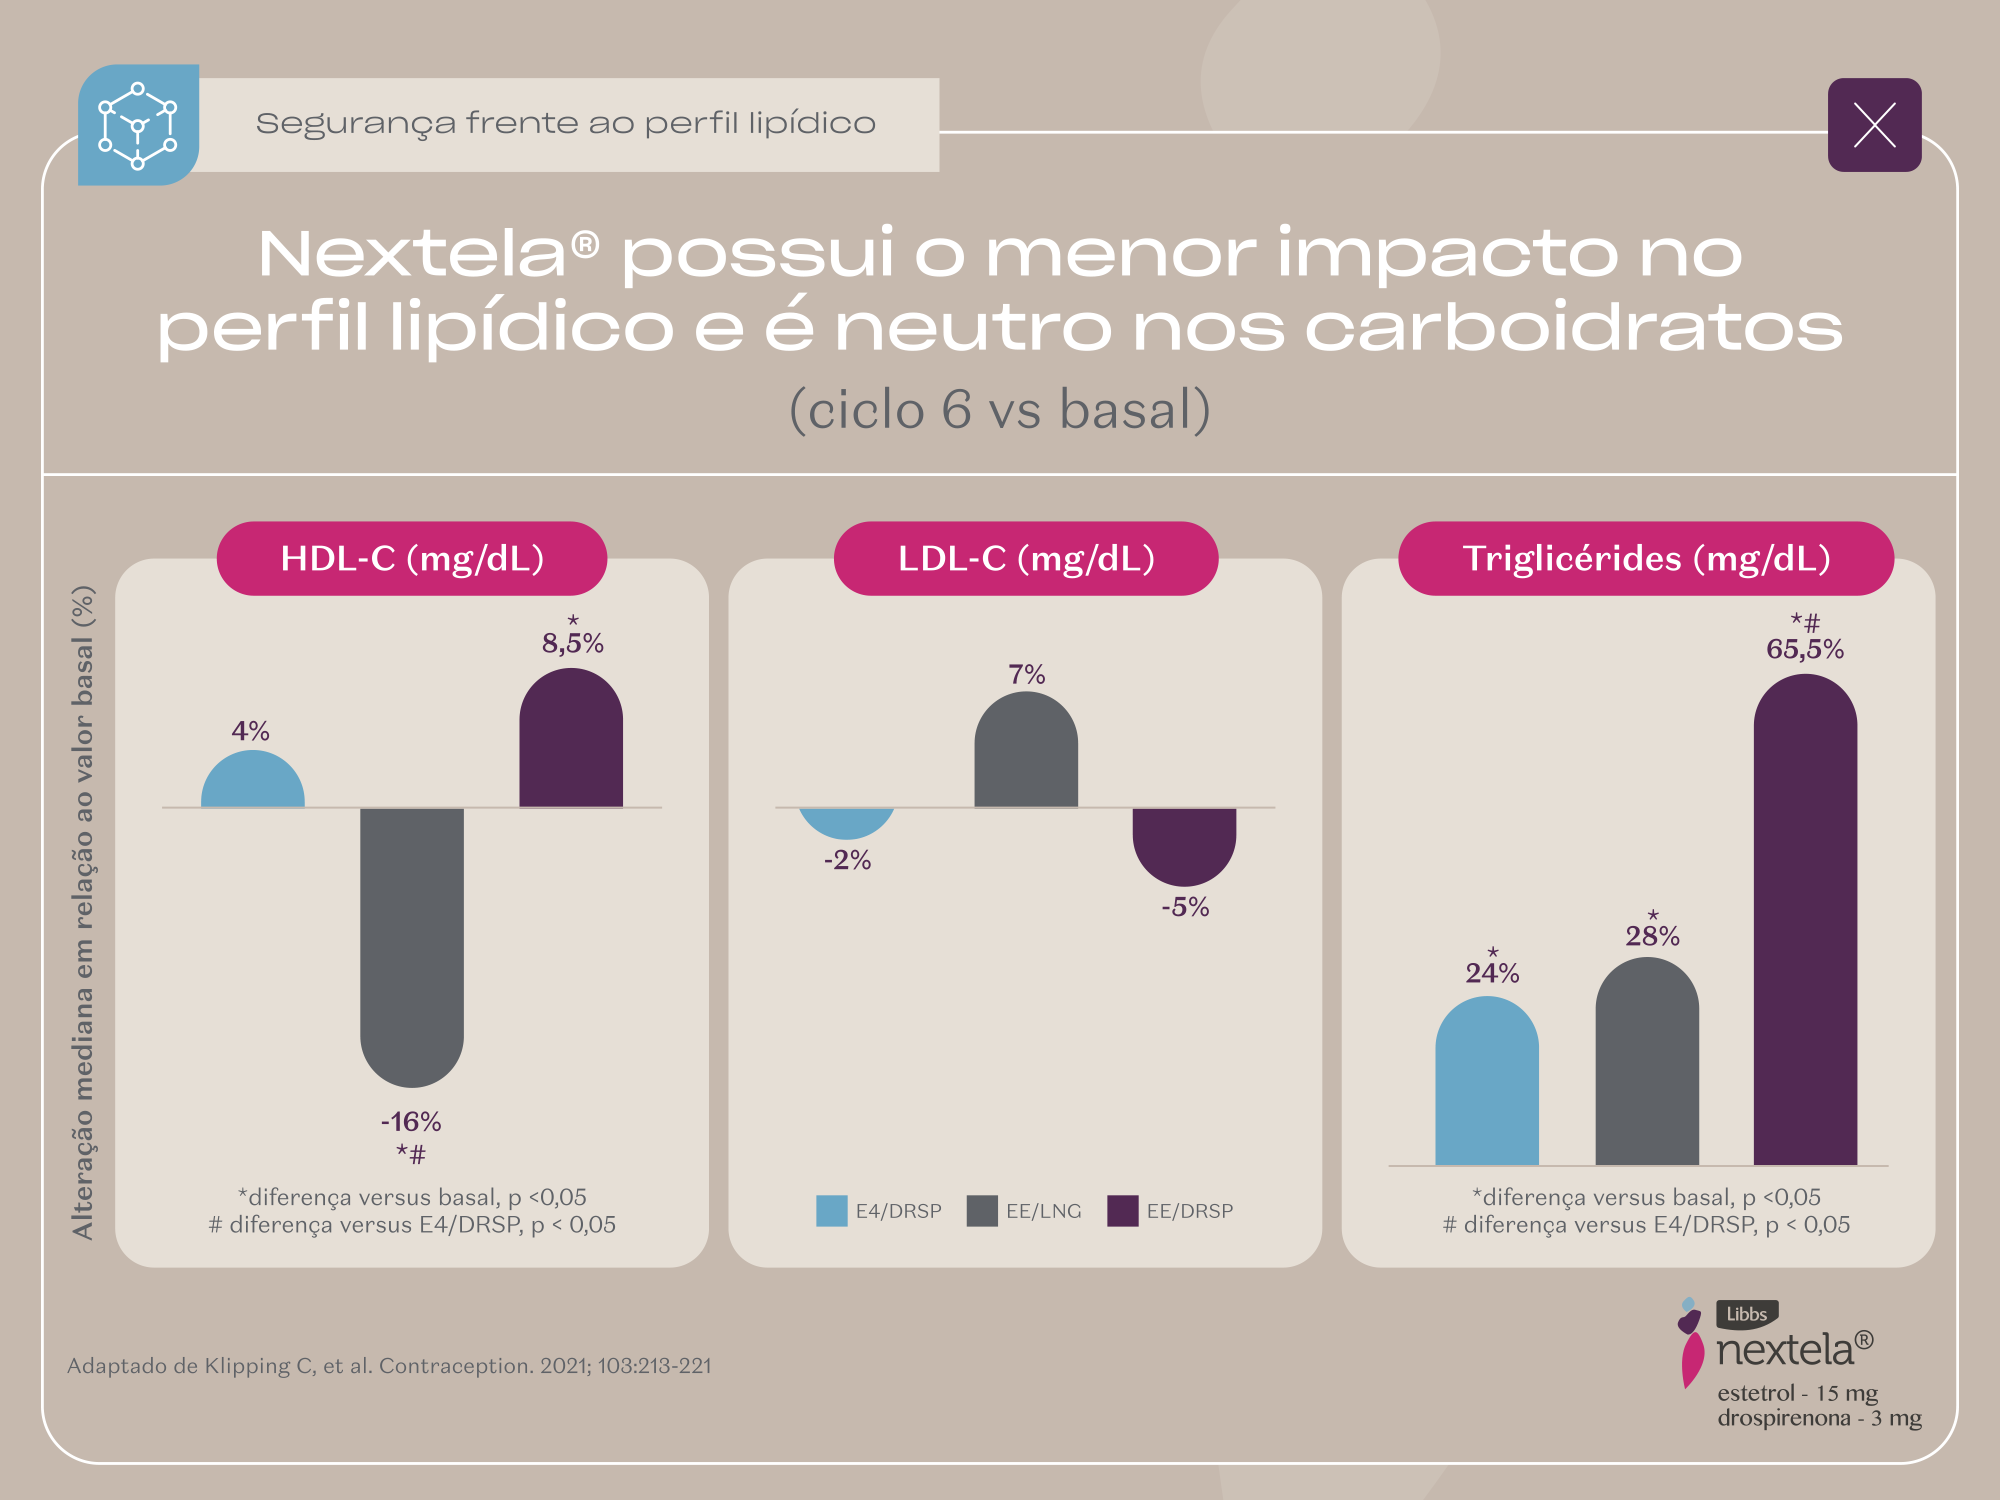 Segurança frente ao perfil lipídico
Nextela® possui o menor impacto no
perfil lipídico e é neutro nos carboidratos
(ciclo 6 vs basal)
Alteração mediana em relação ao valor basal (%)
HDL-C (mg/dL)
4%
*
8,5%
-16%
*#
*diferença versus basal, p <0,05
# diferença versus E4/DRSP, p < 0,05
LDL-C (mg/dL)
-2%
7%
-5%
E4/DRSP EE/LNG EE/DRSP
Triglicérides (mg/dL)
*
24%
*
28%
*#
65,5%
*diferença versus basal, p <0,05
# diferença versus E4/DRSP, p < 0,05
Adaptado de Klipping C, et al. Contraception. 2021; 103:213-221
Libbs
nextela®
estetrol - 15 mg
drospirenona - 3 mg